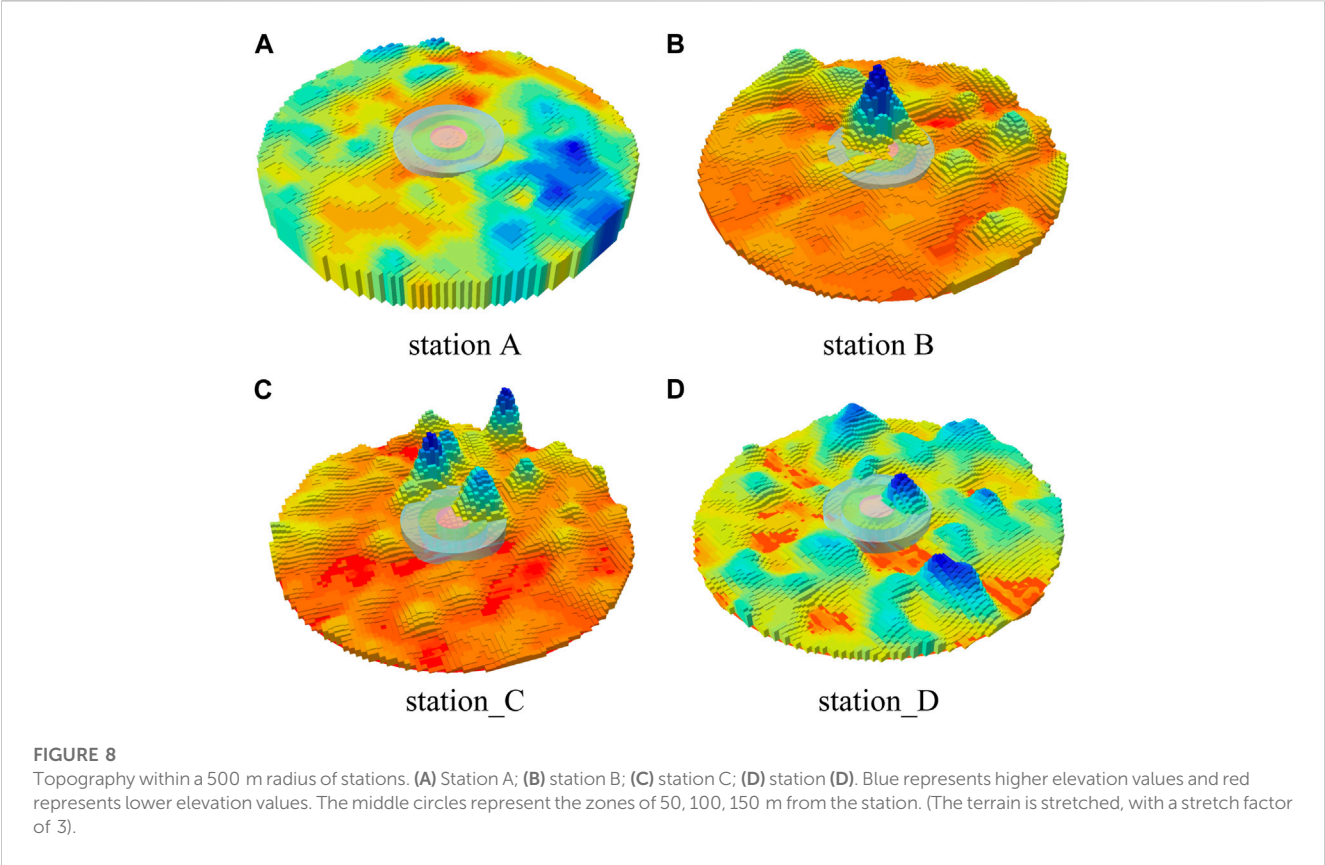 A
B
station A
station B
C
D
station_C
station_D
FIGURE 8
Topography within a 500 m radius of stations. (A) Station A; (B) station B; (C) station C; (D) station (D). Blue represents higher elevation values and red
represents lower elevation values. The middle circles represent the zones of 50, 100, 150 m from the station. (The terrain is stretched, with a stretch factor
of 3).